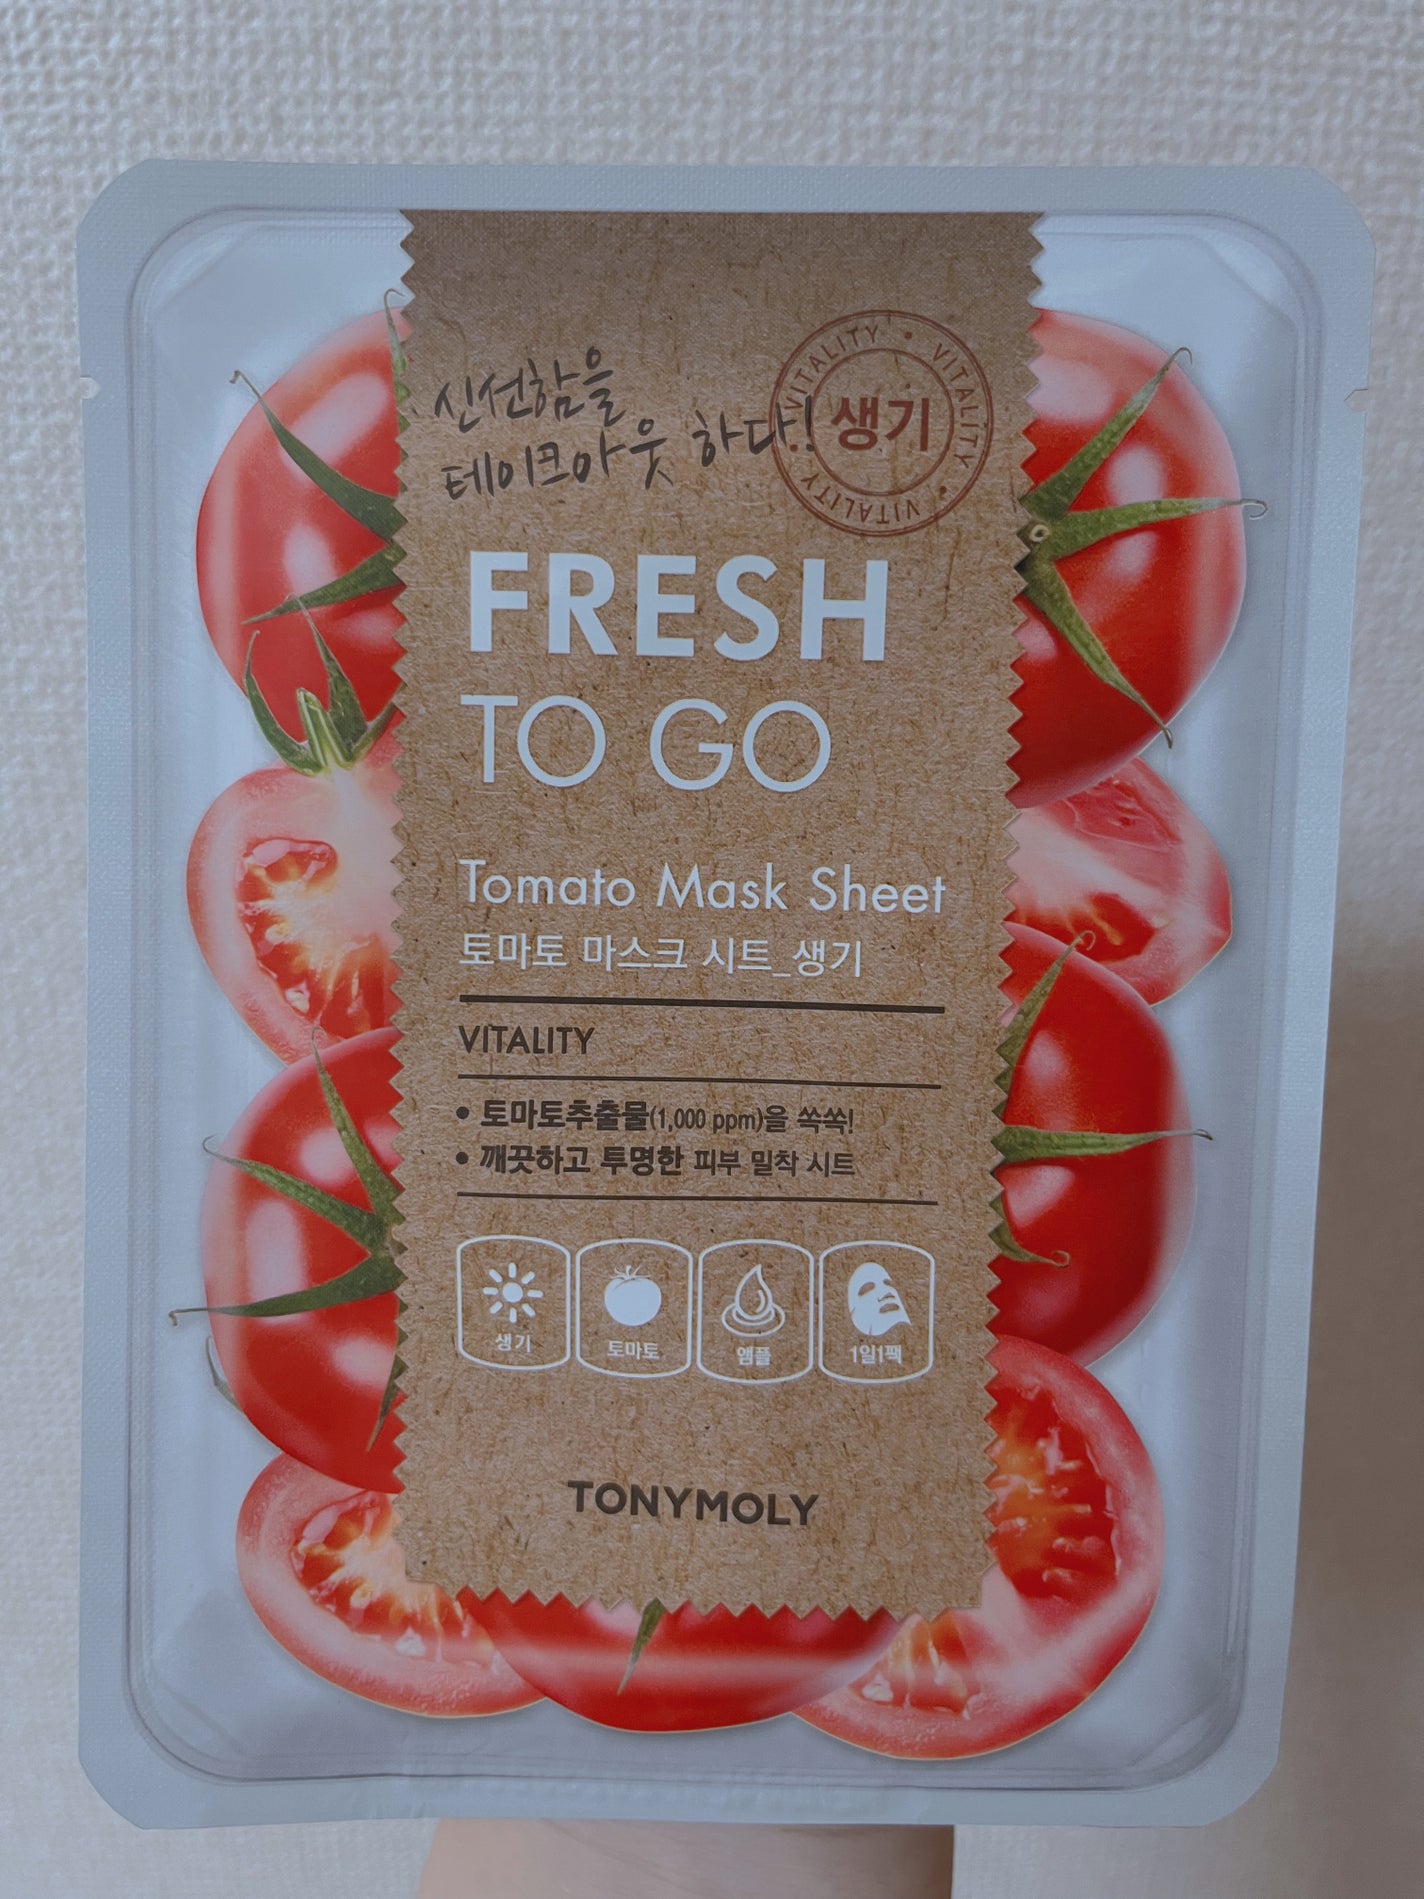 신선함을
테이크아웃 하다!
VITALITY • VITALITY • VITALITY • VITALITY •
생기
FRESH
TO GO
Tomato Mask Sheet
토마토 마스크 시트_생기
VITALITY
• 토마토추출물(1,000 ppm)을 쏙쏙!
• 깨끗하고 투명한 피부 밀착 시트
생기
토마토
앰플
1일1팩
TONYMOLY